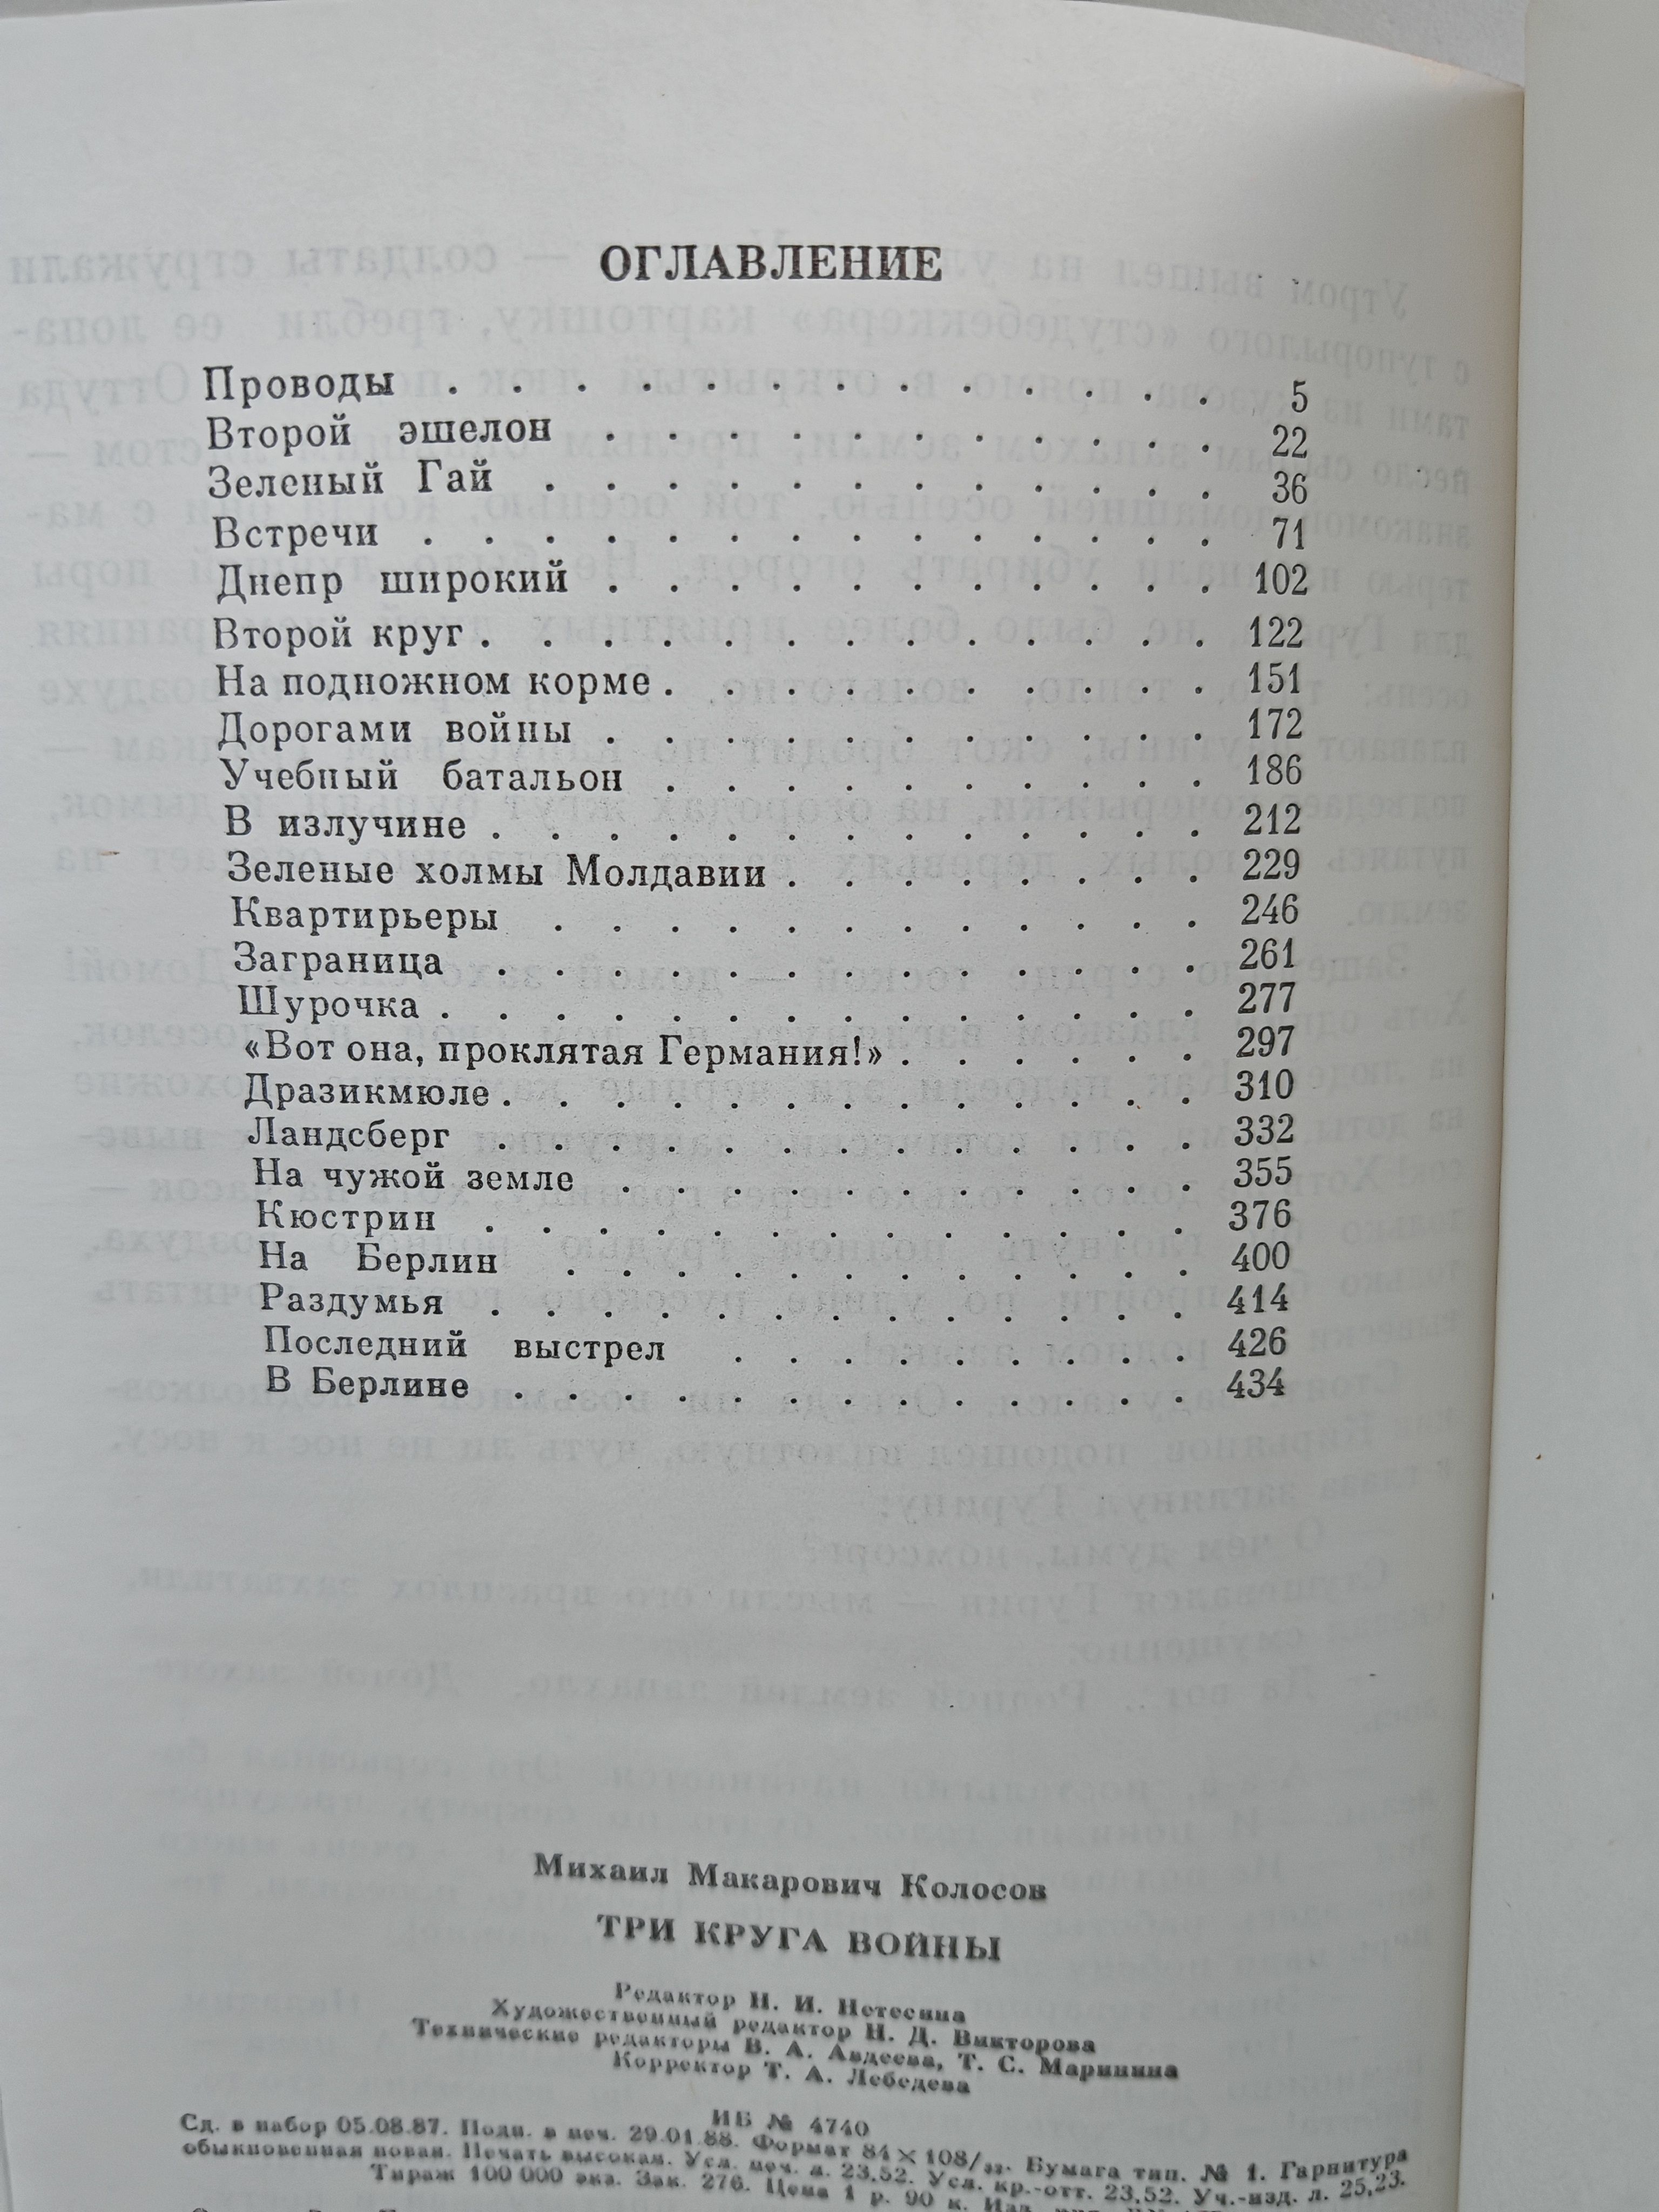 ОГЛАВЛЕНИЕ
Проводы . . . . . . . . . . . . . 5
Второй эшелон . . . . . . . . . . . 22
Зеленый Гай . . . . . . . . . . . . 36
Встречи . . . . . . . . . . . . . . 71
Днепр широкий . . . . . . . . . . . 102
Второй круг . . . . . . . . . . . . . 122
На подножном корме . . . . . . . . . . 151
Дорогами войны . . . . . . . . . . . 172
Учебный батальон . . . . . . . . . . 186
В излучине . . . . . . . . . . . . . 212
Зеленые холмы Молдавии . . . . . . . . 229
Квартирьеры . . . . . . . . . . . . 246
Заграница . . . . . . . . . . . . . 261
Шурочка . . . . . . . . . . . . . . 277
«Вот она, проклятая Германия!» . . . . . . 297
Дразикмюле . . . . . . . . . . . . . 310
Ландсберг . . . . . . . . . . . . . 332
На чужой земле . . . . . . . . . . . 355
Кюстрин . . . . . . . . . . . . . 376
На Берлин . . . . . . . . . . . . 400
Раздумья . . . . . . . . . . . . . 414
Последний выстрел . . . . . . . . . 426
В Берлине . . . . . . . . . . . . . 434
Михаил Макарович Колосов
ТРИ КРУГА ВОЙНЫ
Редактор Н. И. Нетесина
Художественный редактор Н. Д. Викторова
Технические редакторы В. А. Авдеева, Т. С. Маринина
Корректор Т. А. Лебедева
ИБ № 4740
Сд. в набор 05.08.87. Подп. в печ. 29.01.88. Формат 84×108/32. Бумага тип. № 1. Гарнитура
обыкновенная новая. Печать высокая. Усл. печ. л. 23,52. Усл. кр.-отт. 23,52. Уч.-изд. л. 25,23.
Тираж 100 000 экз. Зак. 276. Цена 1 р. 90 к.